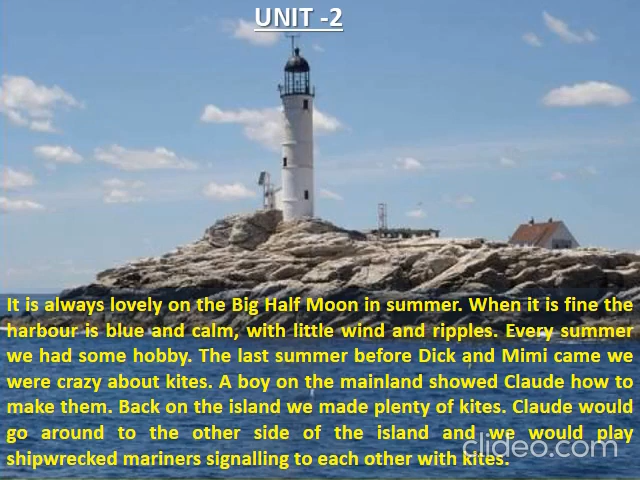 UNIT -2
It is always lovely on the Big Half Moon in summer. When it is fine the
harbour is blue and calm, with little wind and ripples. Every summer
we had some hobby. The last summer before Dick and Mimi came we
were crazy about kites. A boy on the mainland showed Claude how to
make them. Back on the island we made plenty of kites. Claude would
go around to the other side of the island and we would play
shipwrecked mariners signalling to each other with kites.
clideo.com